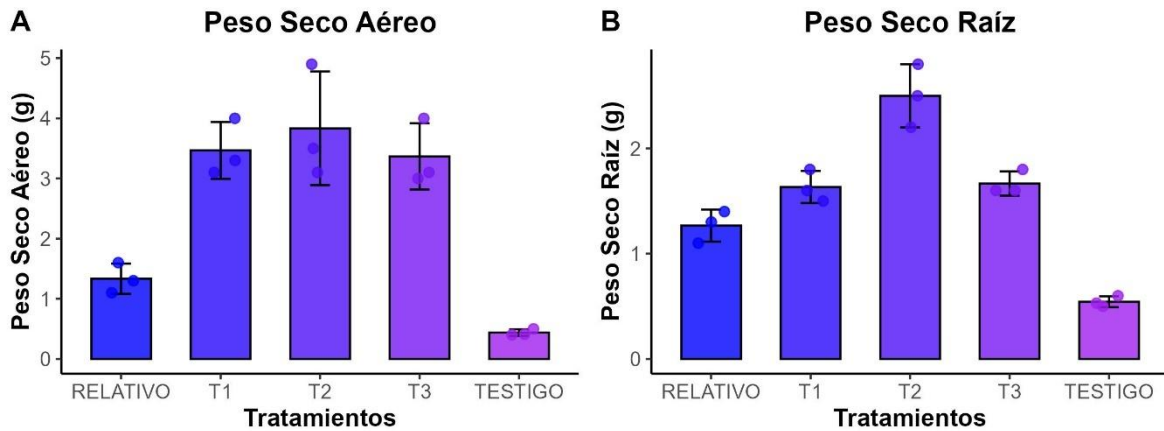 A
Peso Seco Aéreo
Peso Seco Aéreo (g)
5
4
3
2
1
0
RELATIVO T1 T2 T3 TESTIGO
Tratamientos
B
Peso Seco Raíz
Peso Seco Raíz (g)
2
1
0
RELATIVO T1 T2 T3 TESTIGO
Tratamientos